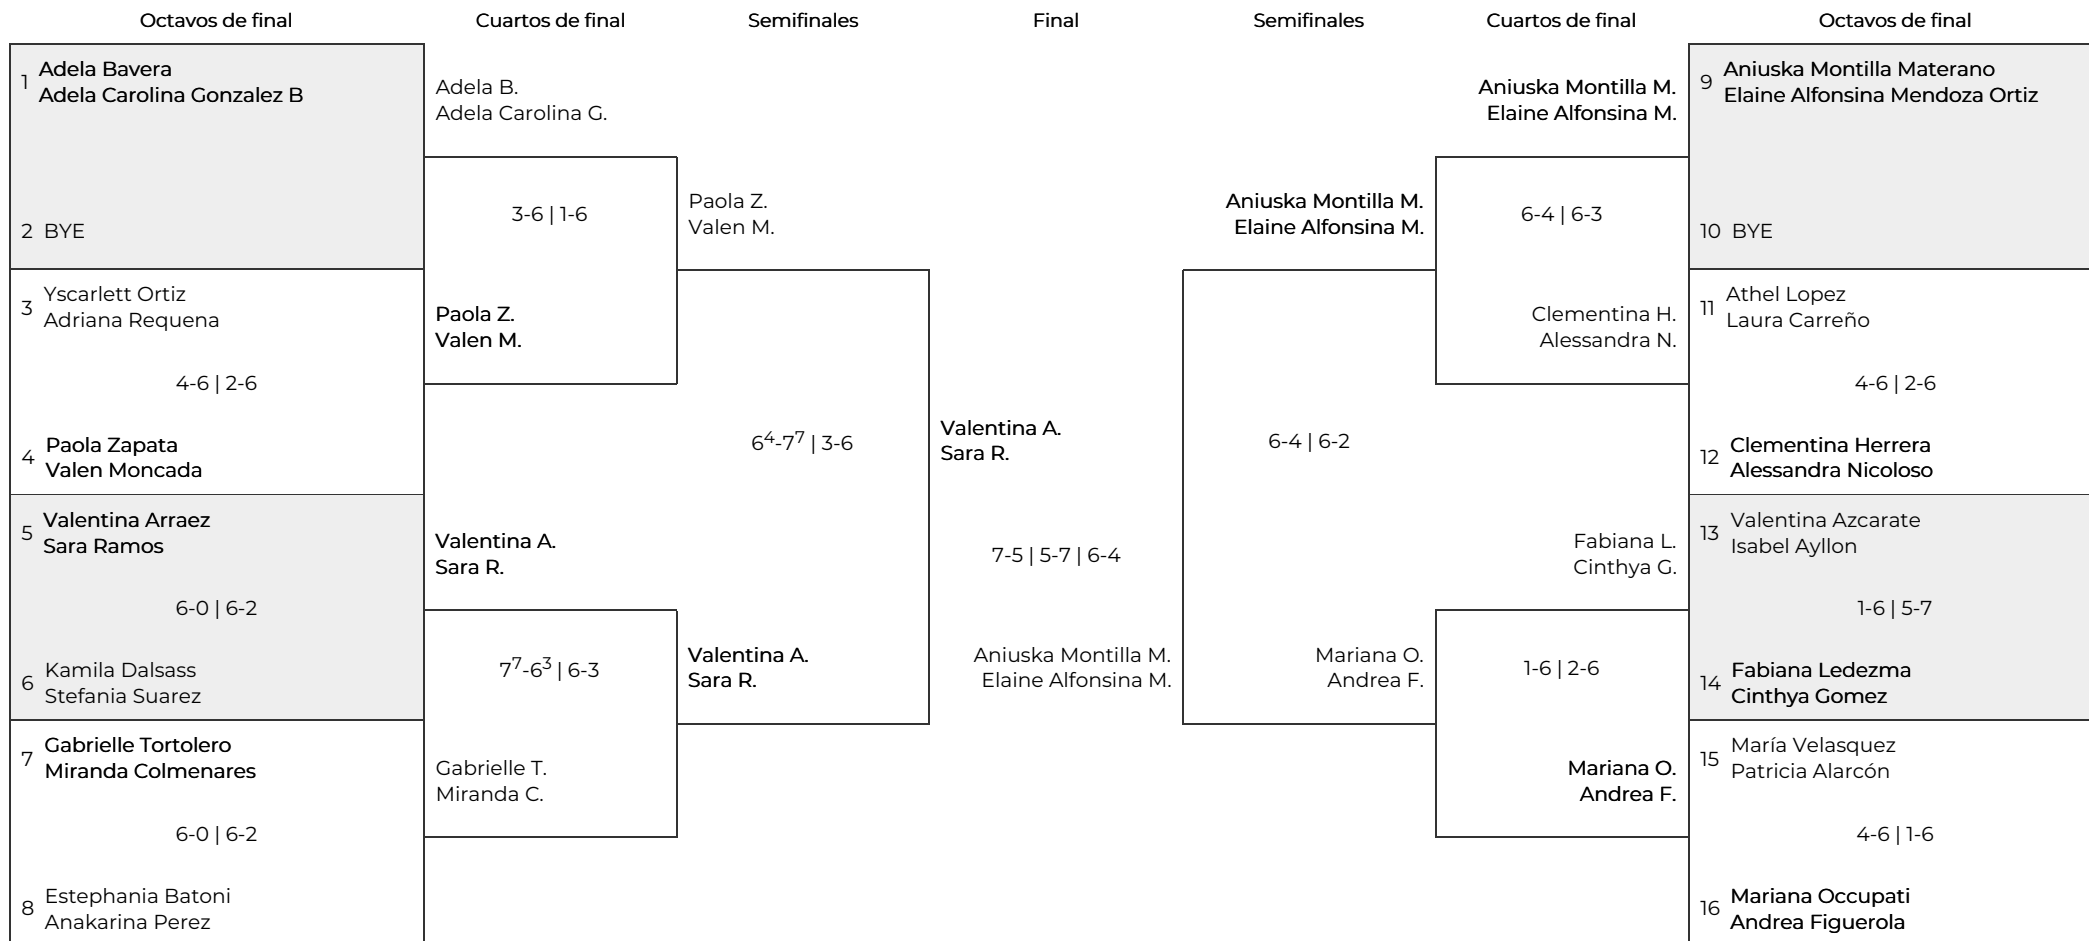 Octavos de final
Cuartos de final
Semifinales
Final
Semifinales
Cuartos de final
Octavos de final
1 Adela Bavera
Adela Carolina Gonzalez B
2 BYE
3 Yscarlett Ortiz
Adriana Requena
4-6 | 2-6
4 Paola Zapata
Valen Moncada
5 Valentina Arraez
Sara Ramos
6-0 | 6-2
6 Kamila Dalsass
Stefania Suarez
7 Gabrielle Tortolero
Miranda Colmenares
6-0 | 6-2
8 Estephania Batoni
Anakarina Perez
Adela B.
Adela Carolina G.
3-6 | 1-6
Paola Z.
Valen M.
Valentina A.
Sara R.
7⁷-6³ | 6-3
Gabrielle T.
Miranda C.
Paola Z.
Valen M.
6⁴-7⁷ | 3-6
Valentina A.
Sara R.
Valentina A.
Sara R.
7-5 | 5-7 | 6-4
Aniuska Montilla M.
Elaine Alfonsina M.
Aniuska Montilla M.
Elaine Alfonsina M.
6-4 | 6-2
Mariana O.
Andrea F.
Aniuska Montilla M.
Elaine Alfonsina M.
6-4 | 6-3
Clementina H.
Alessandra N.
Fabiana L.
Cinthya G.
1-6 | 2-6
Mariana O.
Andrea F.
9 Aniuska Montilla Materano
Elaine Alfonsina Mendoza Ortiz
10 BYE
11 Athel Lopez
Laura Carreño
4-6 | 2-6
12 Clementina Herrera
Alessandra Nicoloso
13 Valentina Azcarate
Isabel Ayllon
1-6 | 5-7
14 Fabiana Ledezma
Cinthya Gomez
15 María Velasquez
Patricia Alarcón
4-6 | 1-6
16 Mariana Occupati
Andrea Figuerola